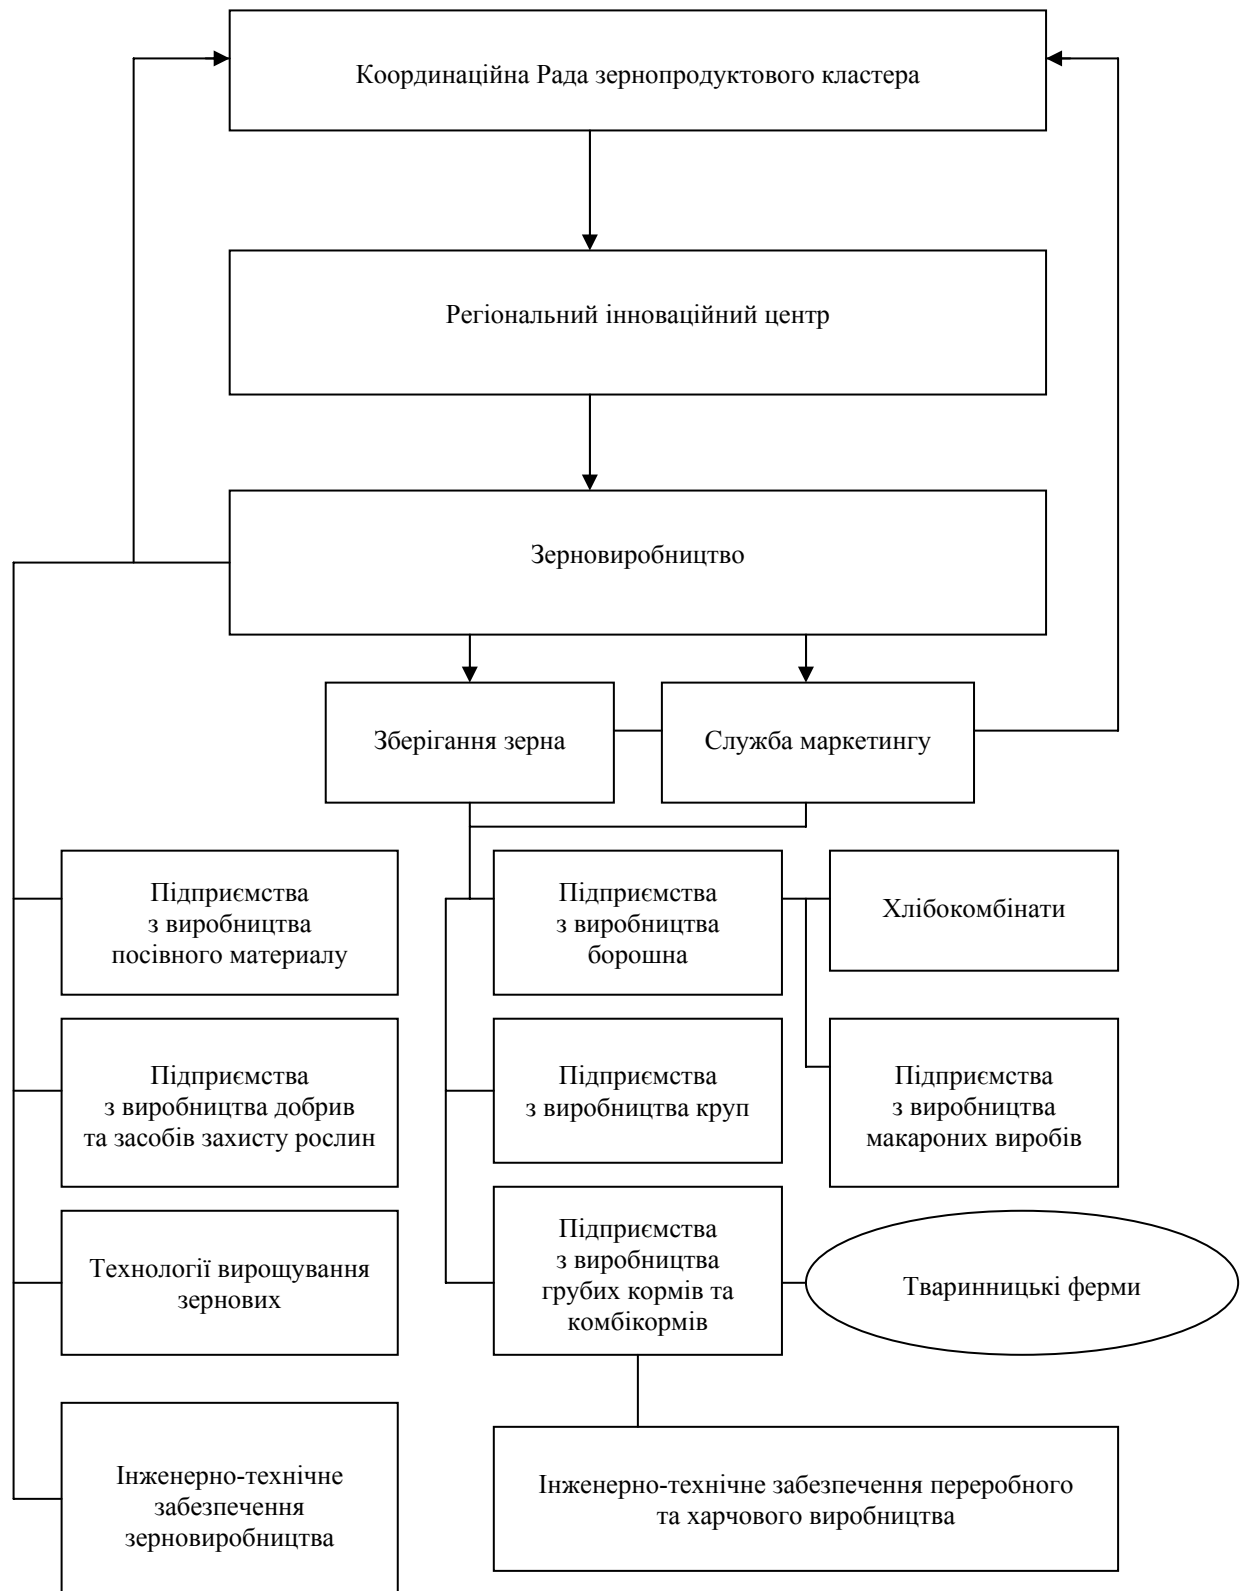 Координаційна Рада зернопродуктового кластера
Регіональний інноваційний центр
Зерновиробництво
Зберігання зерна
Служба маркетингу
Підприємства
з виробництва
посівного материалу
Підприємства
з виробництва
борошна
Хлібокомбінати
Підприємства
з виробництва добрив
та засобів захисту рослин
Підприємства
з виробництва круп
Підприємства
з виробництва
макароних виробів
Технології вирощування
зернових
Підприємства
з виробництва
грубих кормів та
комбікормів
Тваринницькі ферми
Інженерно-технічне
забезпечення
зерновиробництва
Інженерно-технічне забезпечення переробного
та харчового виробництва